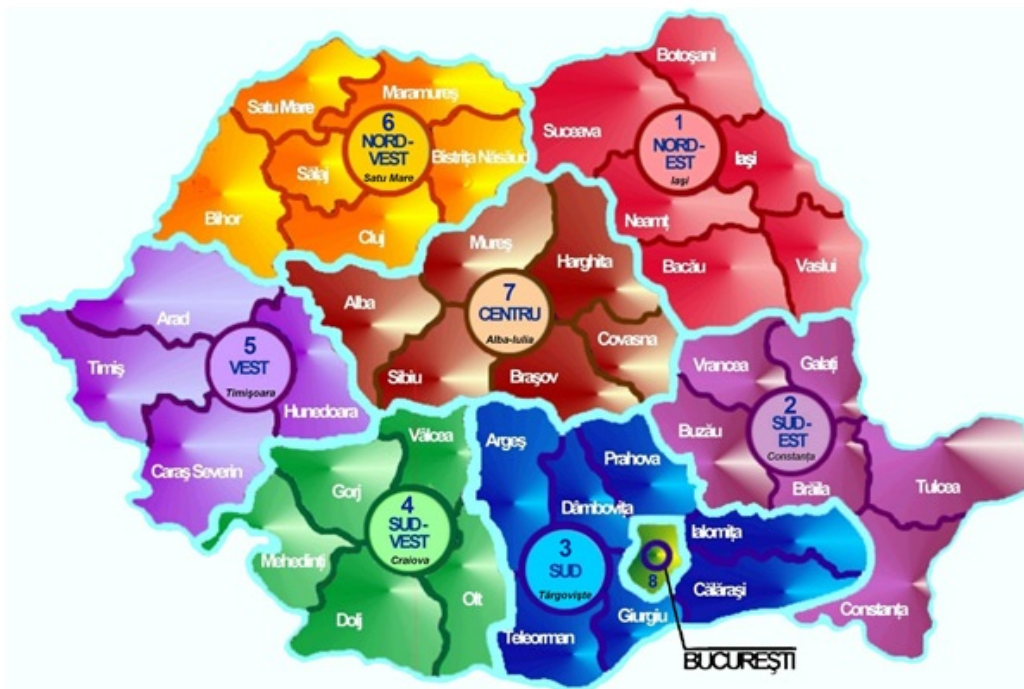 Botoşani
Satu Mare
Maramureş
Suceava
6
NORD-
VEST
Satu Mare
1
NORD-
EST
Iaşi
Iaşi
Bistriţa Năsăud
Sălaj
Bihor
Cluj
Neamţ
Bacău
Vaslui
Mureş
Harghita
Alba
7
CENTRU
Alba-Iulia
Covasna
Sibiu
Braşov
Arad
Timiş
5
VEST
Timişoara
Hunedoara
Caraş Severin
Vrancea
Galaţi
2
SUD-
EST
Constanţa
Buzău
Brăila
Tulcea
Constanţa
Vâlcea
Gorj
4
SUD-
VEST
Craiova
Mehedinţi
Dolj
Olt
Argeş
Prahova
Dâmboviţa
3
SUD
Târgovişte
8
Ialomiţa
Călăraşi
Giurgiu
Teleorman
BUCUREŞTI